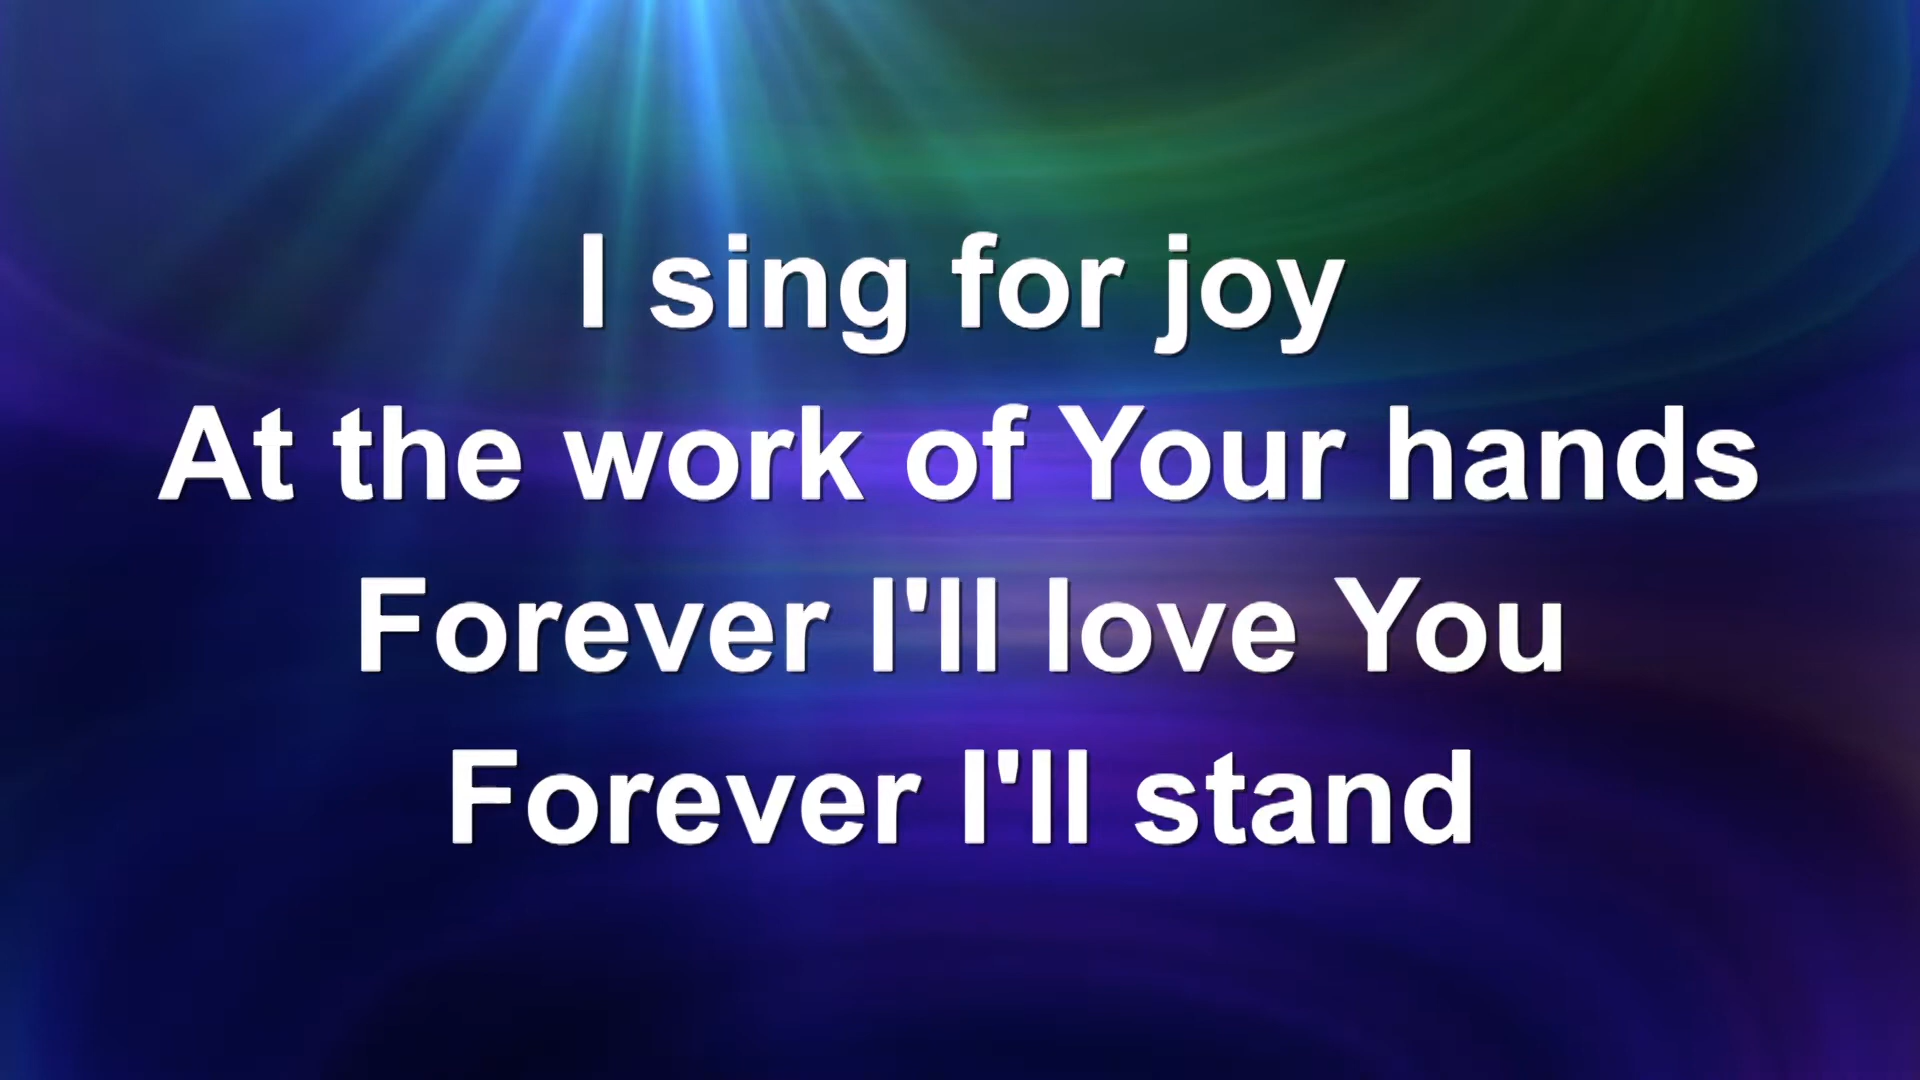 I sing for joy
At the work of Your hands
Forever I'll love You
Forever I'll stand